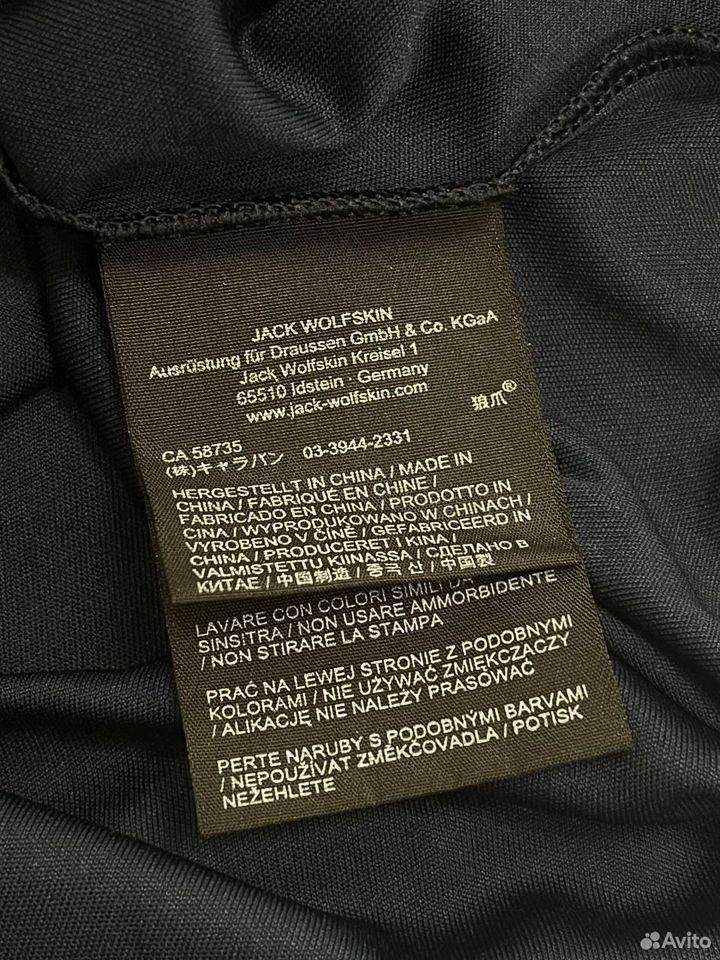 JACK WOLFSKIN
Ausrüstung für Draussen GmbH & Co. KGaA
Jack Wolfskin Kreisel 1
65510 Idstein - Germany
www.jack-wolfskin.com
狼爪®
CA 58735
(株)キャラバン 03-3944-2331
HERGESTELLT IN CHINA / MADE IN
CHINA / FABRIQUÉ EN CHINE /
FABRICADO EN CHINA / PRODOTTO IN
CINA / WYPRODUKOWANO W CHINACH /
VYROBENO V ČÍNĚ / GEFABRICEERD IN
CHINA / PRODUCERET I KINA /
VALMISTETTU KIINASSA / СДЕЛАНО В
КИТАЕ / 中国制造 / 중국 산 / 中国製
LAVARE CON COLORI SIMILI DA
SINSITRA / NON USARE AMMORBIDENTE
/ NON STIRARE LA STAMPA
PRAĆ NA LEWEJ STRONIE Z PODOBNYMI
KOLORAMI / NIE UŻYWAĆ ZMIĘKCZACZY
/ ALIKACJĘ NIE NALEŻY PRASOWAĆ
PERTE NARUBY S PODOBNÝMI BARVAMI
/ NEPOUŽÍVAT ZMĚKČOVADLA / POTISK
NEŽEHLETE
Avito